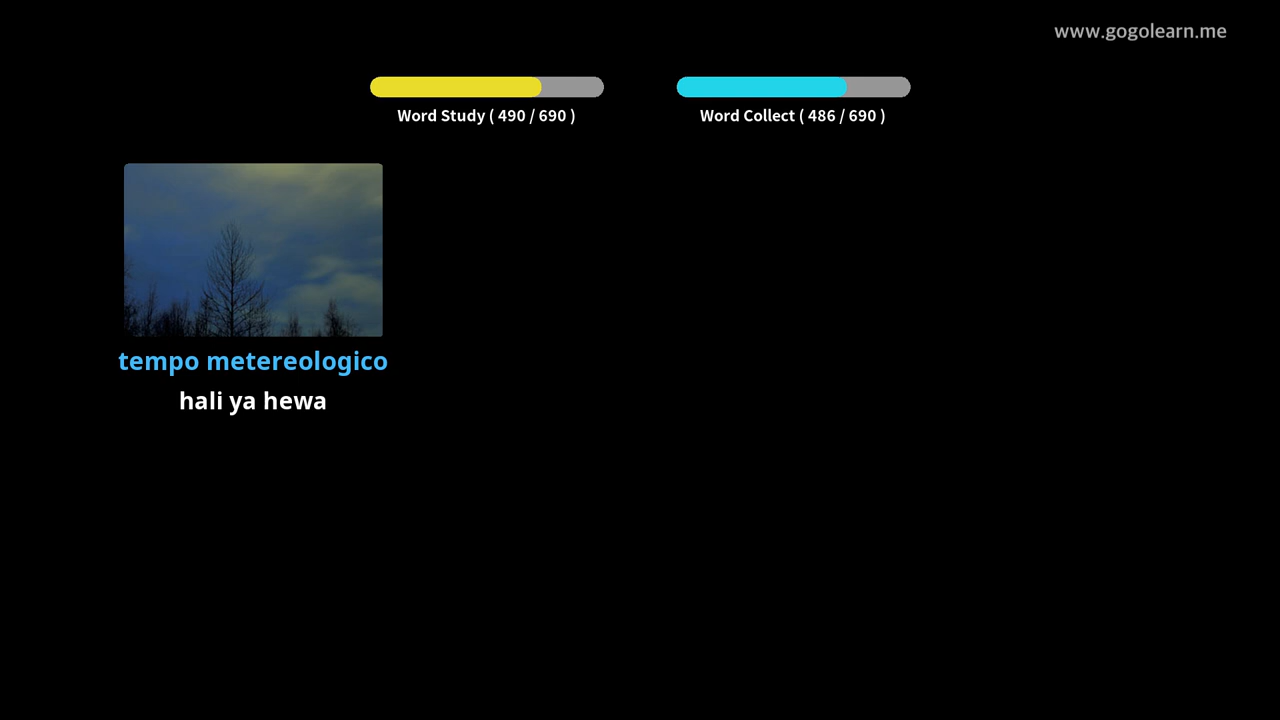 www.gogolearn.me
Word Study ( 490 / 690 )
Word Collect ( 486 / 690 )
tempo metereologico
hali ya hewa